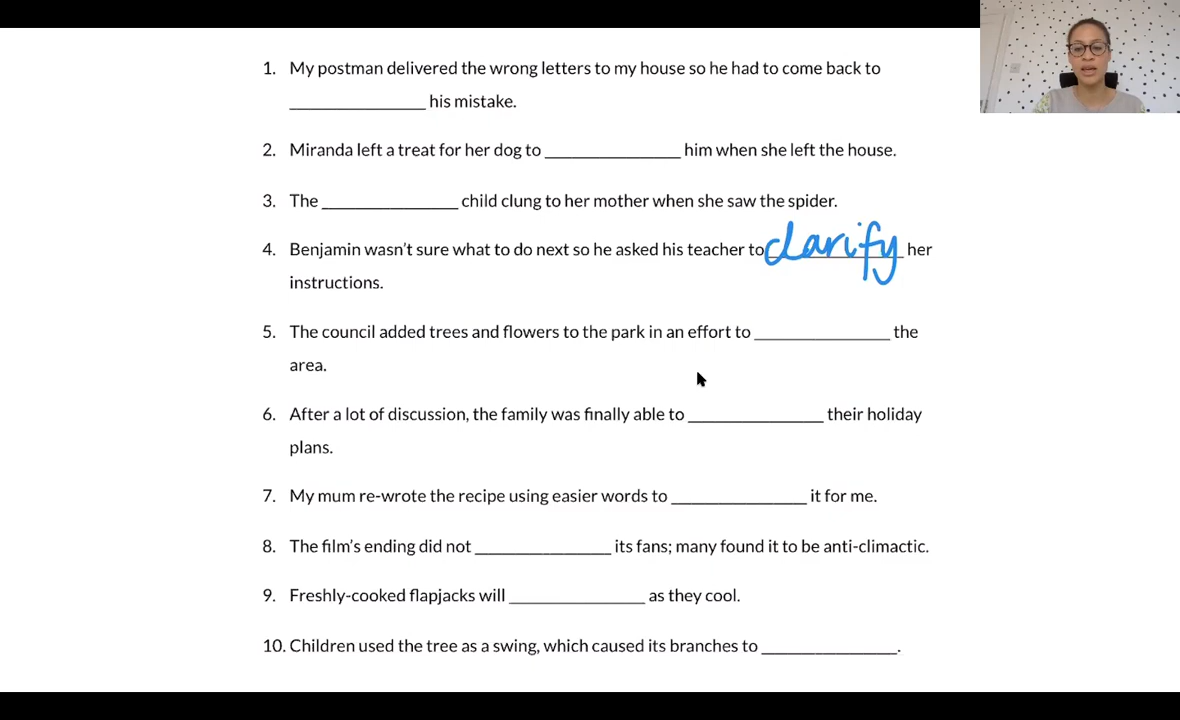 1. My postman delivered the wrong letters to my house so he had to come back to
________________ his mistake.
2. Miranda left a treat for her dog to ________________ him when she left the house.
3. The ________________ child clung to her mother when she saw the spider.
4. Benjamin wasn't sure what to do next so he asked his teacher to clarify her
instructions.
5. The council added trees and flowers to the park in an effort to ________________ the
area.
6. After a lot of discussion, the family was finally able to ________________ their holiday
plans.
7. My mum re-wrote the recipe using easier words to ________________ it for me.
8. The film's ending did not ________________ its fans; many found it to be anti-climactic.
9. Freshly-cooked flapjacks will ________________ as they cool.
10. Children used the tree as a swing, which caused its branches to ________________.